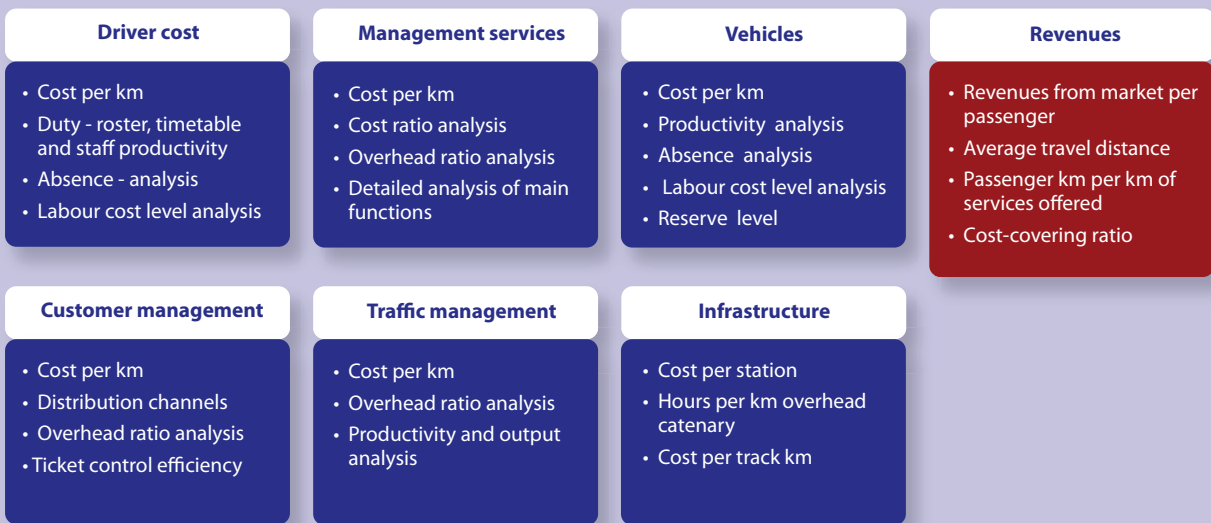 Driver cost
• Cost per km
• Duty - roster, timetable
and staff productivity
• Absence - analysis
• Labour cost level analysis
Management services
• Cost per km
• Cost ratio analysis
• Overhead ratio analysis
• Detailed analysis of main
functions
Vehicles
• Cost per km
• Productivity analysis
• Absence analysis
• Labour cost level analysis
• Reserve level
Revenues
• Revenues from market per
passenger
• Average travel distance
• Passenger km per km of
services offered
• Cost-covering ratio
Customer management
• Cost per km
• Distribution channels
• Overhead ratio analysis
• Ticket control efficiency
Traffic management
• Cost per km
• Overhead ratio analysis
• Productivity and output
analysis
Infrastructure
• Cost per station
• Hours per km overhead
catenary
• Cost per track km